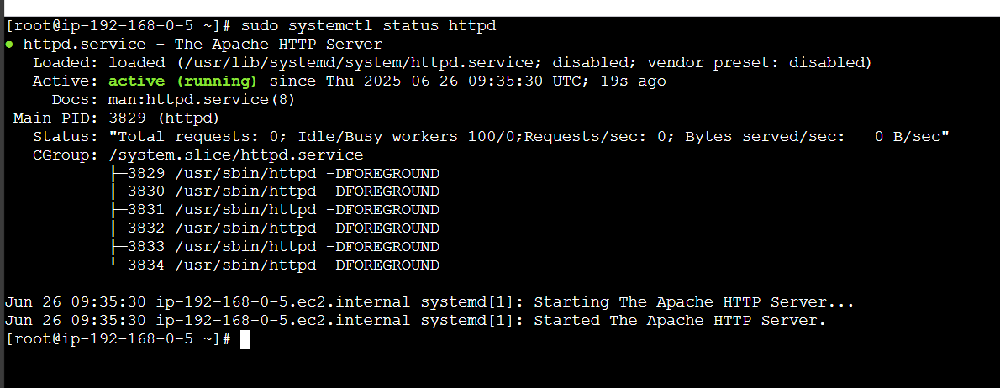 [root@ip-192-168-0-5 ~]# sudo systemctl status httpd
● httpd.service - The Apache HTTP Server
   Loaded: loaded (/usr/lib/systemd/system/httpd.service; disabled; vendor preset: disabled)
   Active: active (running) since Thu 2025-06-26 09:35:30 UTC; 19s ago
     Docs: man:httpd.service(8)
 Main PID: 3829 (httpd)
   Status: "Total requests: 0; Idle/Busy workers 100/0;Requests/sec: 0; Bytes served/sec:   0 B/sec"
   CGroup: /system.slice/httpd.service
           ├─3829 /usr/sbin/httpd -DFOREGROUND
           ├─3830 /usr/sbin/httpd -DFOREGROUND
           ├─3831 /usr/sbin/httpd -DFOREGROUND
           ├─3832 /usr/sbin/httpd -DFOREGROUND
           ├─3833 /usr/sbin/httpd -DFOREGROUND
           └─3834 /usr/sbin/httpd -DFOREGROUND

Jun 26 09:35:30 ip-192-168-0-5.ec2.internal systemd[1]: Starting The Apache HTTP Server...
Jun 26 09:35:30 ip-192-168-0-5.ec2.internal systemd[1]: Started The Apache HTTP Server.
[root@ip-192-168-0-5 ~]#